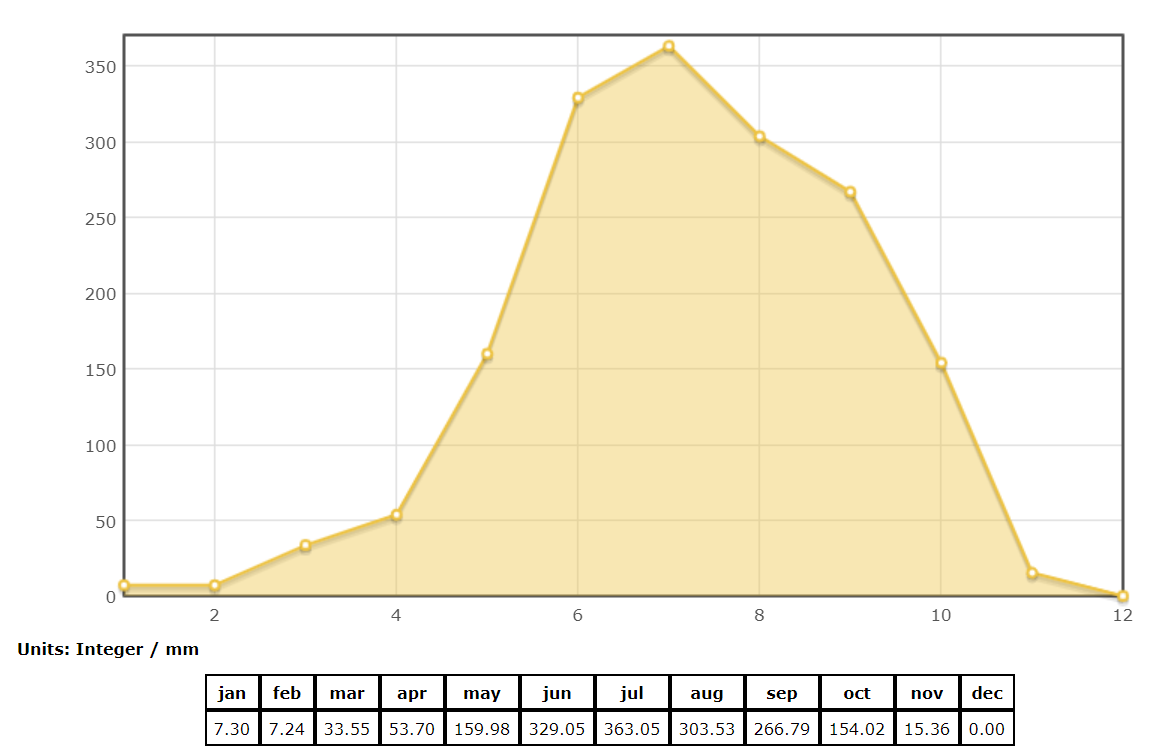 350
300
250
200
150
100
50
0
2 4 6 8 10 12
Units: Integer / mm
jan feb mar apr may jun jul aug sep oct nov dec
7.30 7.24 33.55 53.70 159.98 329.05 363.05 303.53 266.79 154.02 15.36 0.00